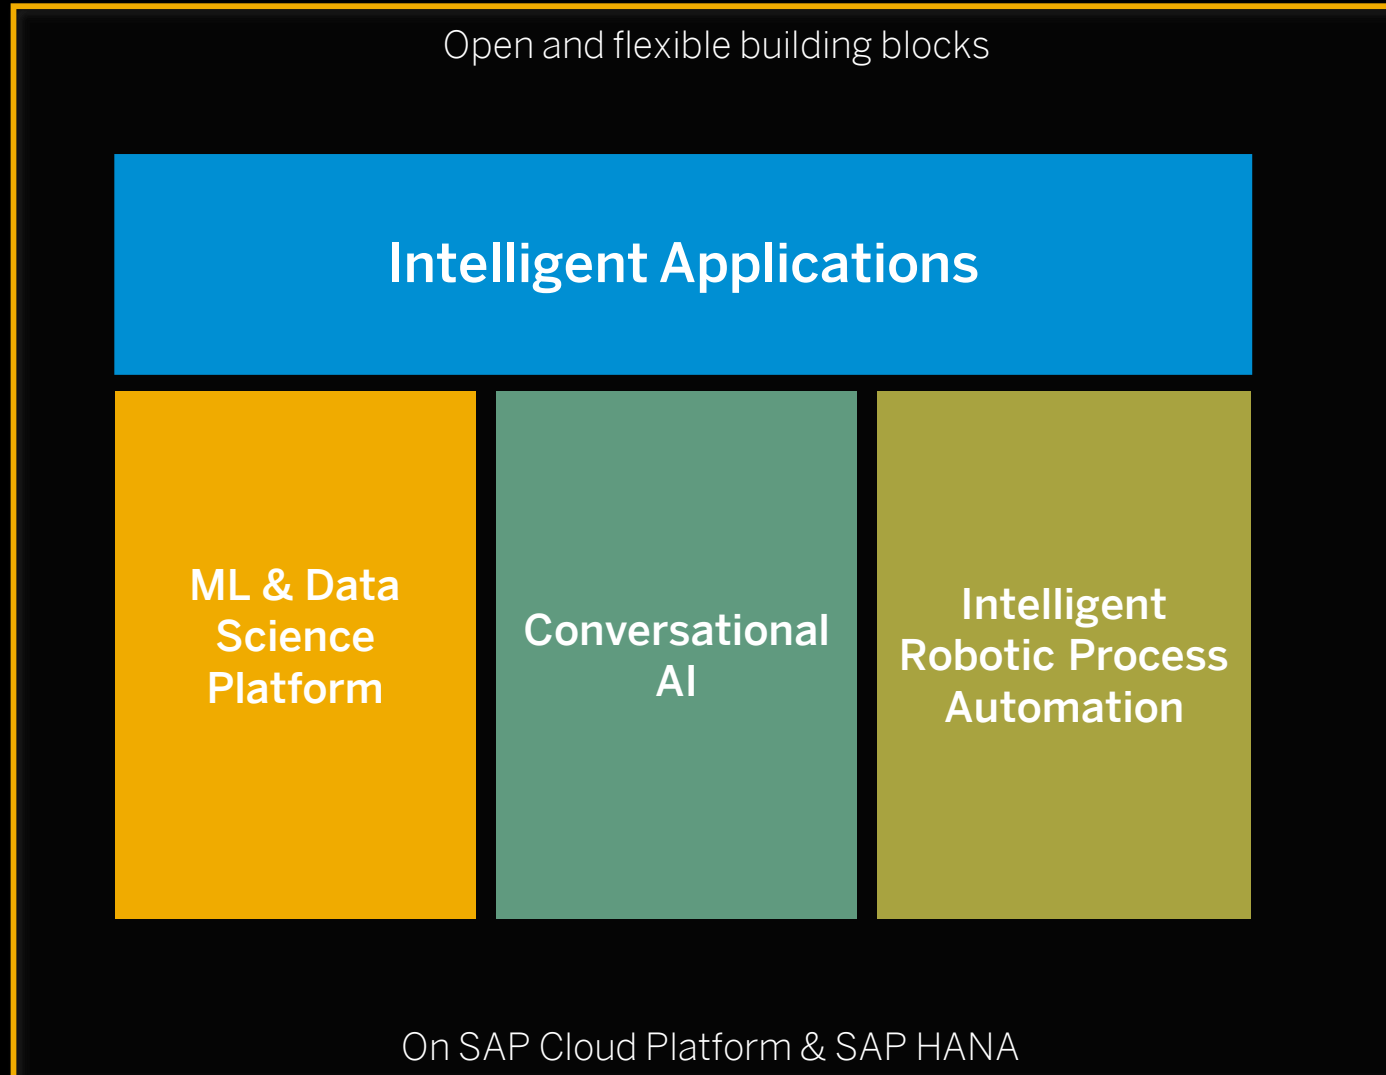 Open and flexible building blocks
Intelligent Applications
ML & Data
Science
Platform
Conversational
AI
Intelligent
Robotic Process
Automation
On SAP Cloud Platform & SAP HANA